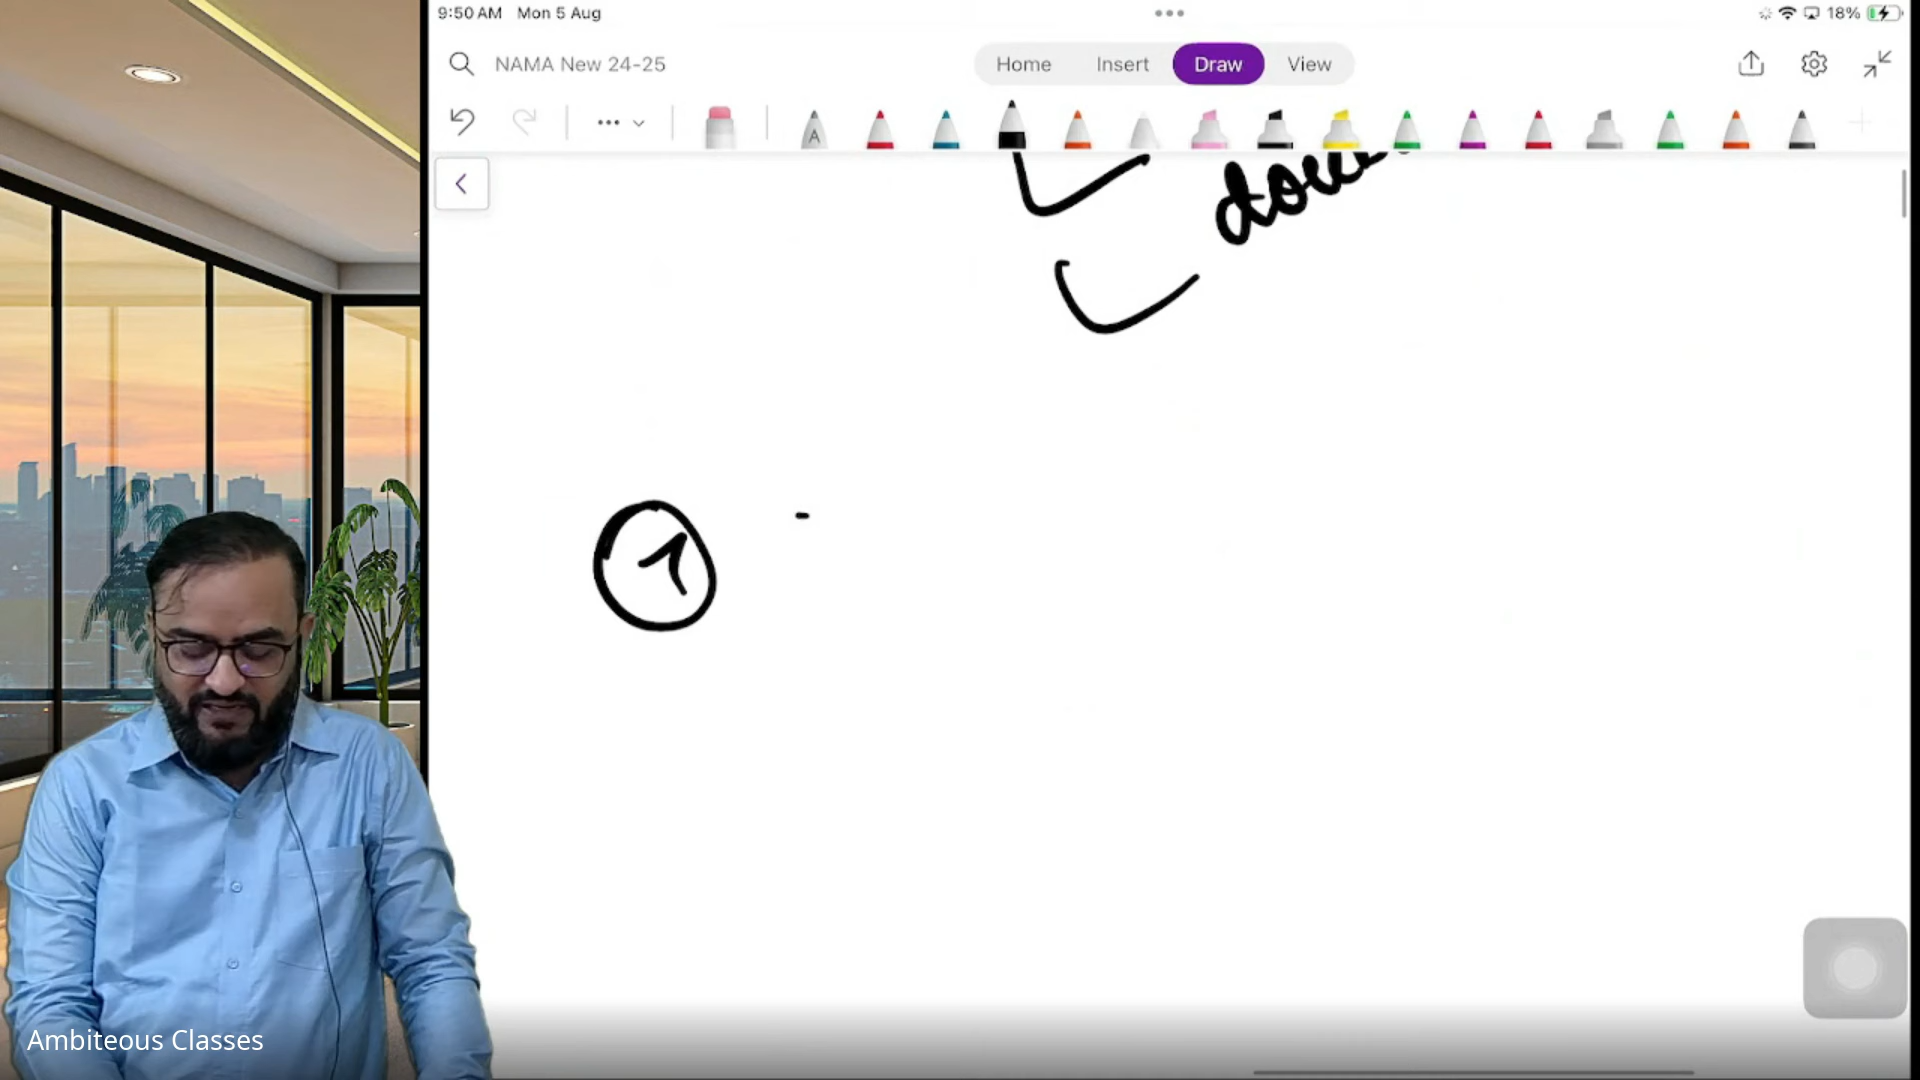 9:50 AM Mon 5 Aug
18%
NAMA New 24-25
Home Insert Draw View
A
1
Ambiteous Classes